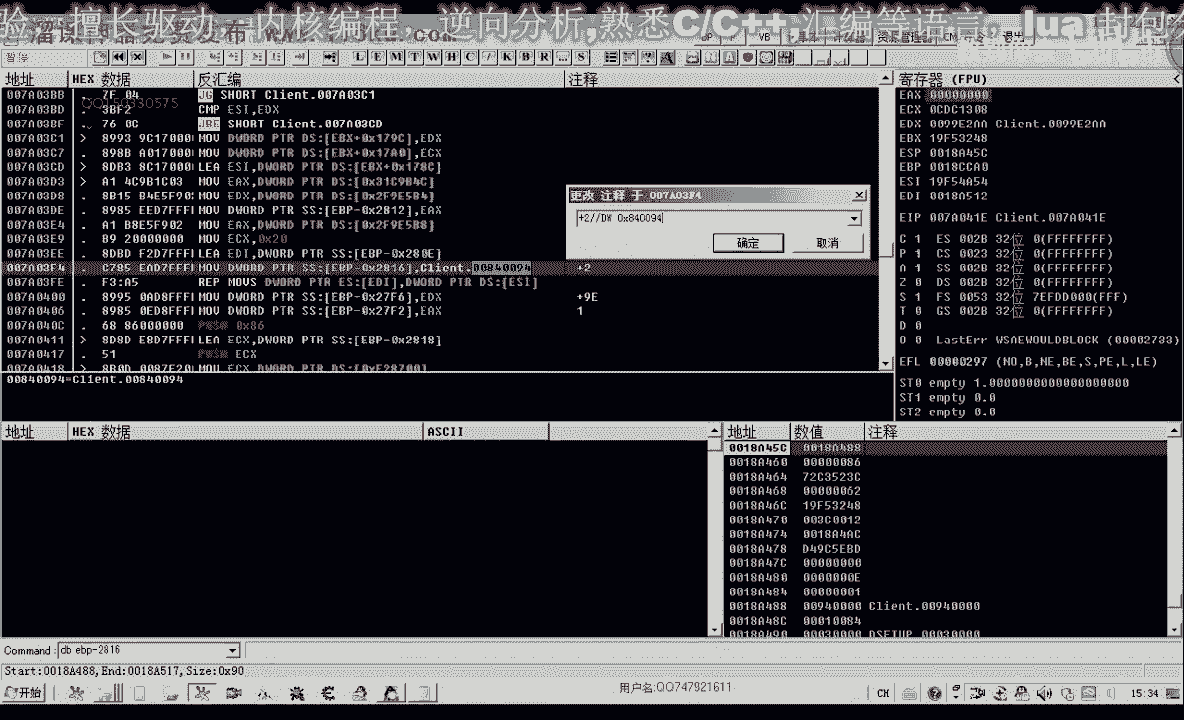 验、擅长驱动、内核编程、逆向分析,熟悉C/C++,汇编等语言。lua
地址 HEX 数据 反汇编 注释 寄存器 (FPU)
007A03BB . 7F 04 JG SHORT Client.007A03C1
007A03BD . 3BF2 CMP ESI,EDX
007A03BF . 76 0C JBE SHORT Client.007A03CD
007A03C1 > 8993 9C17000 MOV DWORD PTR DS:[EBX+0x179C],EDX
007A03C7 . 898B A017000 MOV DWORD PTR DS:[EBX+0x17A0],ECX
007A03CD > 8DB3 8C17000 LEA ESI,DWORD PTR DS:[EBX+0x178C]
007A03D3 > A1 4C9B1C03 MOV EAX,DWORD PTR DS:[0x31C9B4C]
007A03D8 . 8B15 B4E5F90 MOV EDX,DWORD PTR DS:[0x2F9E5B4]
007A03DE . 8985 EED7FFF MOV DWORD PTR SS:[EBP-0x2812],EAX
007A03E4 . A1 B8E5F902 MOV EAX,DWORD PTR DS:[0x2F9E5B8]
007A03E9 . B9 20000000 MOV ECX,0x20
007A03EE . 8DBD F2D7FFF LEA EDI,DWORD PTR SS:[EBP-0x280E]
007A03F4 . C785 EAD7FFF MOV DWORD PTR SS:[EBP-0x2816],Client.00840094 +2
007A03FE . F3:A5 REP MOVS DWORD PTR ES:[EDI],DWORD PTR DS:[ESI]
007A0400 . 8995 0AD8FFF MOV DWORD PTR SS:[EBP-0x27F6],EDX +9E
007A0406 . 8985 0ED8FFF MOV DWORD PTR SS:[EBP-0x27F2],EAX 1
007A040C . 68 86000000 PUSH 0x86
007A0411 > 8D8D E8D7FFF LEA ECX,DWORD PTR SS:[EBP-0x2818]
007A0417 . 51 PUSH ECX
00840094=Client.00840094
更改 注释 于 007A03F4
+2//DW 0x840094
确定 取消
EAX 00000000
ECX 0CDC1308
EDX 0099E2AA Client.0099E2AA
EBX 19F53248
ESP 0018A45C
EBP 0018CCA0
ESI 19F54A54
EDI 0018A512
EIP 007A041E Client.007A041E
C 1 ES 002B 32位 0(FFFFFFFF)
P 1 CS 0023 32位 0(FFFFFFFF)
A 1 SS 002B 32位 0(FFFFFFFF)
Z 0 DS 002B 32位 0(FFFFFFFF)
S 1 FS 0053 32位 7EFDD000(FFF)
T 0 GS 002B 32位 0(FFFFFFFF)
D 0
O 0 LastErr WSAEWOULDBLOCK (00002733)
EFL 00000297 (NO,B,NE,BE,S,PE,L,LE)
ST0 empty 1.0000000000000000000
ST1 empty 0.0
ST2 empty 0.0
地址 HEX 数据 ASCII
地址 数值 注释
0018A45C 0018A488
0018A460 00000086
0018A464 72C3523C
0018A468 00000062
0018A46C 19F53248
0018A470 003C0012
0018A474 0018A4AC
0018A478 D49C5EBD
0018A47C 00000000
0018A480 0000000E
0018A484 00000001
0018A488 00940000 Client.00940000
0018A48C 00010084
0018A490 00030000 DSETUP.00030000
Command: db ebp-2816
Start:0018A488,End:0018A517,Size:0x90
开始 用户名:QQ747921611 CH 15:34